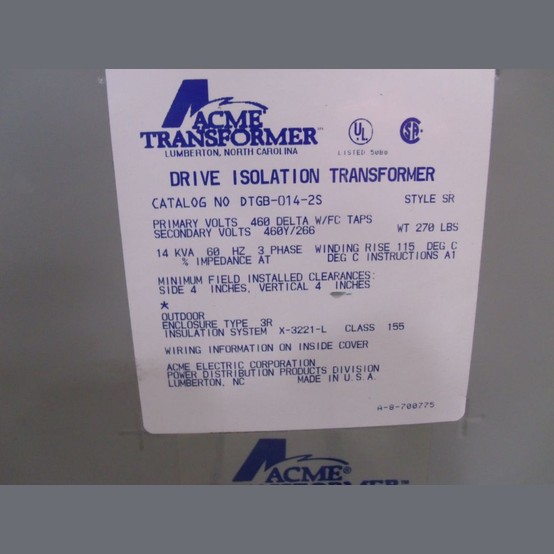 ACME
TRANSFORMER™
LUMBERTON, NORTH CAROLINA
UL
LISTED 50BB
SA
DRIVE ISOLATION TRANSFORMER
CATALOG NO DTGB-014-2S STYLE SR
PRIMARY VOLTS 460 DELTA W/FC TAPS
SECONDARY VOLTS 460Y/266 WT 270 LBS
14 KVA 60 HZ 3 PHASE WINDING RISE 115 DEG C
% IMPEDANCE AT DEG C INSTRUCTIONS A1
MINIMUM FIELD INSTALLED CLEARANCES:
SIDE 4 INCHES, VERTICAL 4 INCHES
*
OUTDOOR
ENCLOSURE TYPE 3R
INSULATION SYSTEM X-3221-L CLASS 155
WIRING INFORMATION ON INSIDE COVER
ACME ELECTRIC CORPORATION
POWER DISTRIBUTION PRODUCTS DIVISION
LUMBERTON, NC MADE IN U.S.A.
A-8-700775
ACME®
TRANSFORMER™